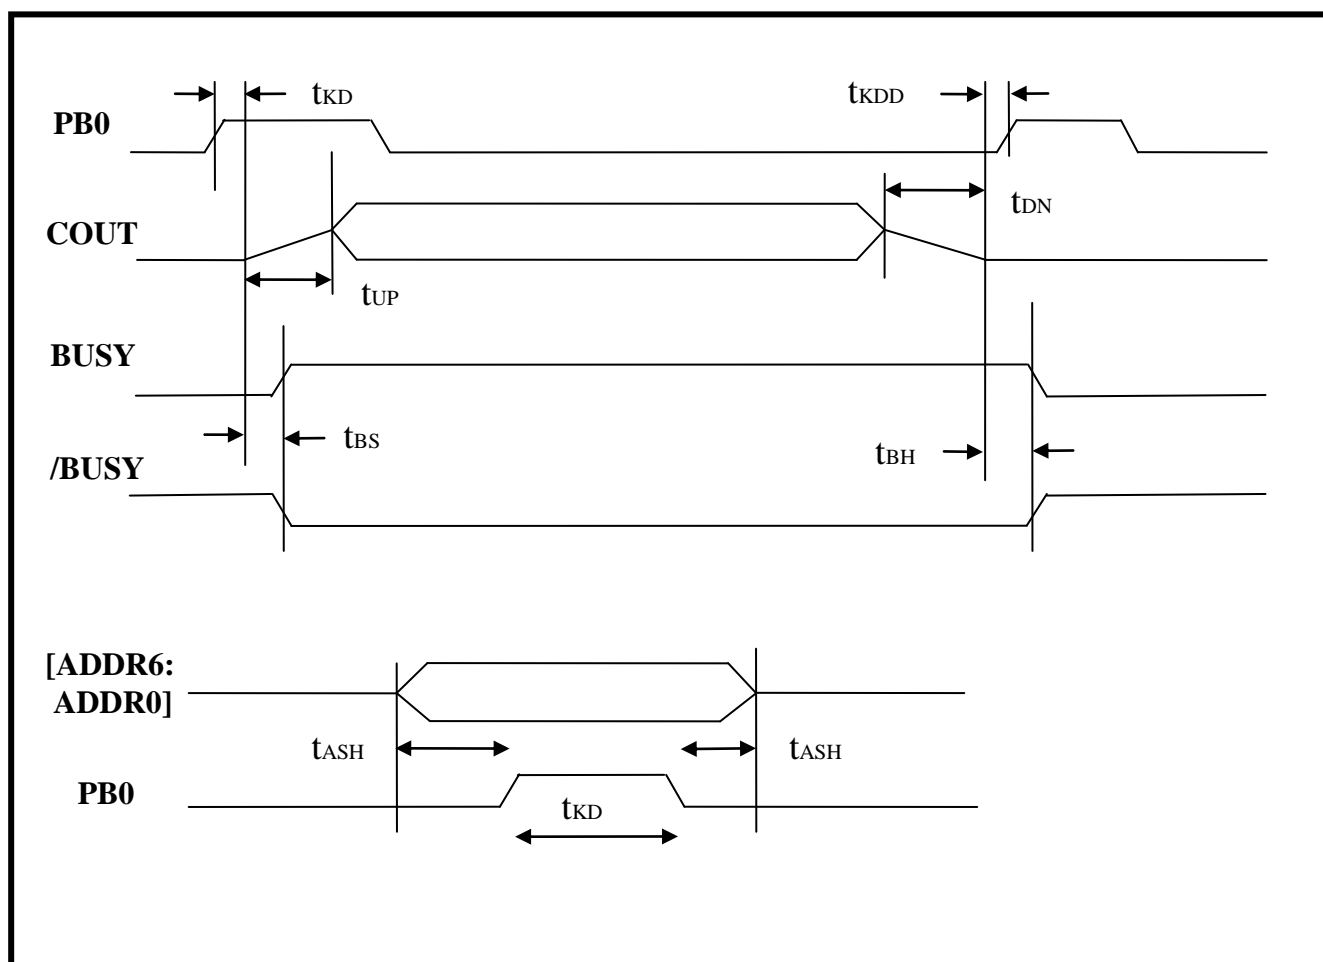 tKD
tKDD
PB0
tDN
COUT
tUP
BUSY
tBS
tBH
/BUSY
[ADDR6:
ADDR0]
tASH
tASH
PB0
tKD